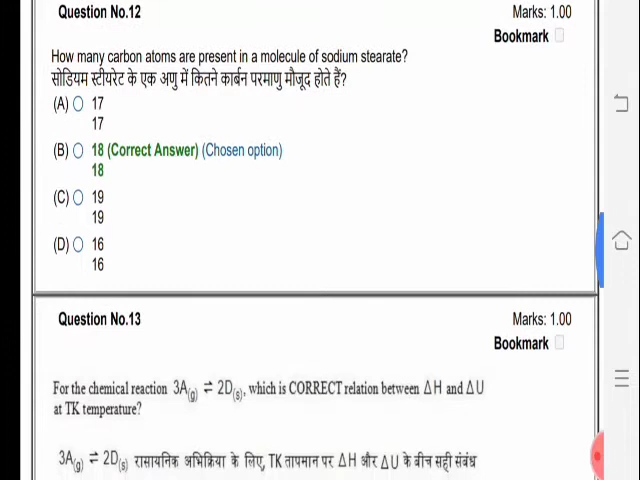 Question No.12 Marks: 1.00
Bookmark
How many carbon atoms are present in a molecule of sodium stearate?
सोडियम स्टीयरेट के एक अणु में कितने कार्बन परमाणु मौजूद होते हैं?
(A) 17
17
(B) 18 (Correct Answer) (Chosen option)
18
(C) 19
19
(D) 16
16
Question No.13 Marks: 1.00
Bookmark
For the chemical reaction 3A(g) ⇌ 2D(s), which is CORRECT relation between ΔH and ΔU
at TK temperature?
3A(g) ⇌ 2D(s) रासायनिक अभिक्रिया के लिए, TK तापमान पर ΔH और ΔU के बीच सही संबंध